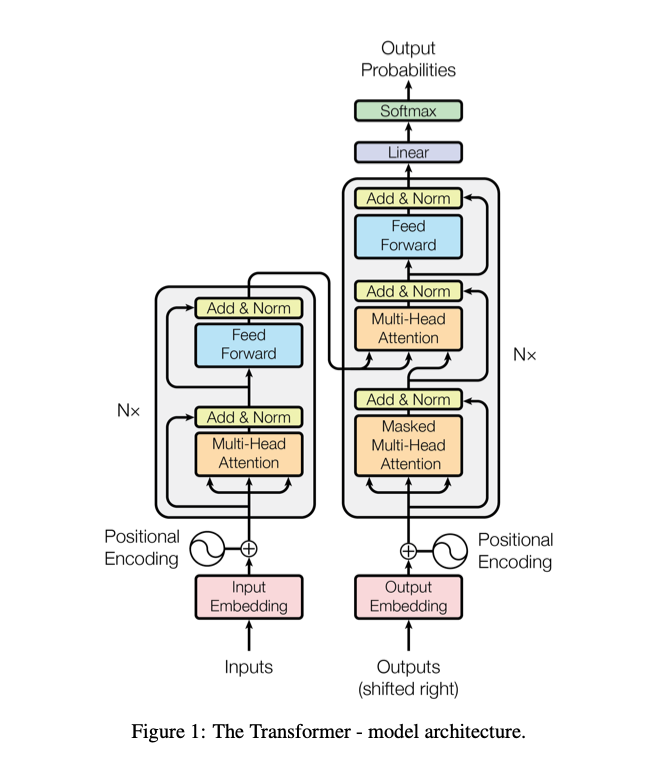 Output
Probabilities
Softmax
Linear
Add & Norm
Feed
Forward
Add & Norm
Multi-Head
Attention
Add & Norm
Masked
Multi-Head
Attention
N×
Add & Norm
Feed
Forward
Add & Norm
Multi-Head
Attention
N×
Positional
Encoding
Positional
Encoding
Input
Embedding
Output
Embedding
Inputs
Outputs
(shifted right)
Figure 1: The Transformer - model architecture.